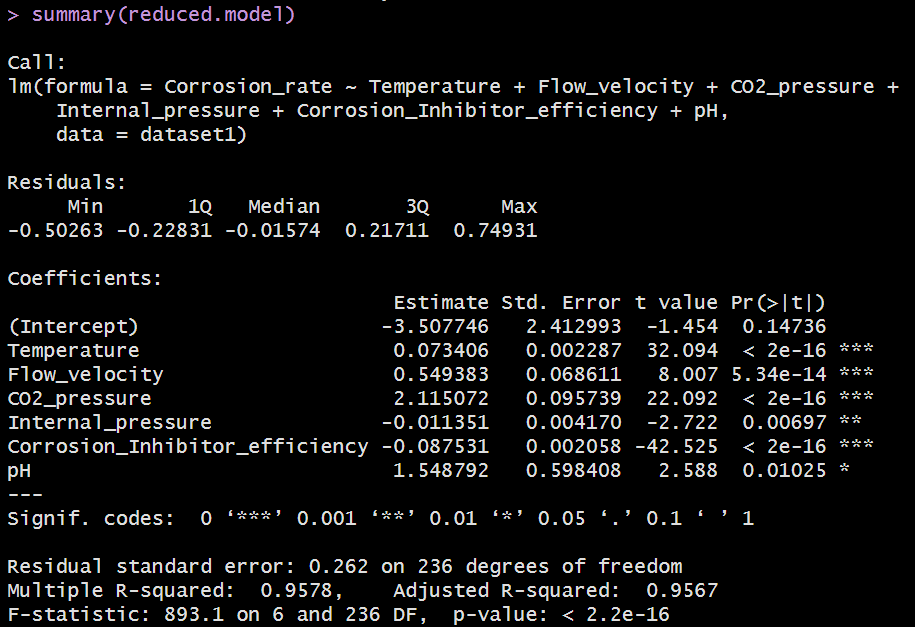 > summary(reduced.model)
Call:
lm(formula = Corrosion_rate ~ Temperature + Flow_velocity + CO2_pressure +
    Internal_pressure + Corrosion_Inhibitor_efficiency + pH,
    data = dataset1)
Residuals:
     Min       1Q   Median       3Q      Max
-0.50263 -0.22831 -0.01574  0.21711  0.74931
Coefficients:
                                Estimate Std. Error t value Pr(>|t|)
(Intercept)                    -3.507746   2.412993  -1.454  0.14736
Temperature                     0.073406   0.002287  32.094  < 2e-16 ***
Flow_velocity                   0.549383   0.068611   8.007 5.34e-14 ***
CO2_pressure                    2.115072   0.095739  22.092  < 2e-16 ***
Internal_pressure              -0.011351   0.004170  -2.722  0.00697 **
Corrosion_Inhibitor_efficiency -0.087531   0.002058 -42.525  < 2e-16 ***
pH                              1.548792   0.598408   2.588  0.01025 *
---
Signif. codes:  0 ‘***’ 0.001 ‘**’ 0.01 ‘*’ 0.05 ‘.’ 0.1 ‘ ’ 1
Residual standard error: 0.262 on 236 degrees of freedom
Multiple R-squared:  0.9578,    Adjusted R-squared:  0.9567
F-statistic: 893.1 on 6 and 236 DF,  p-value: < 2.2e-16